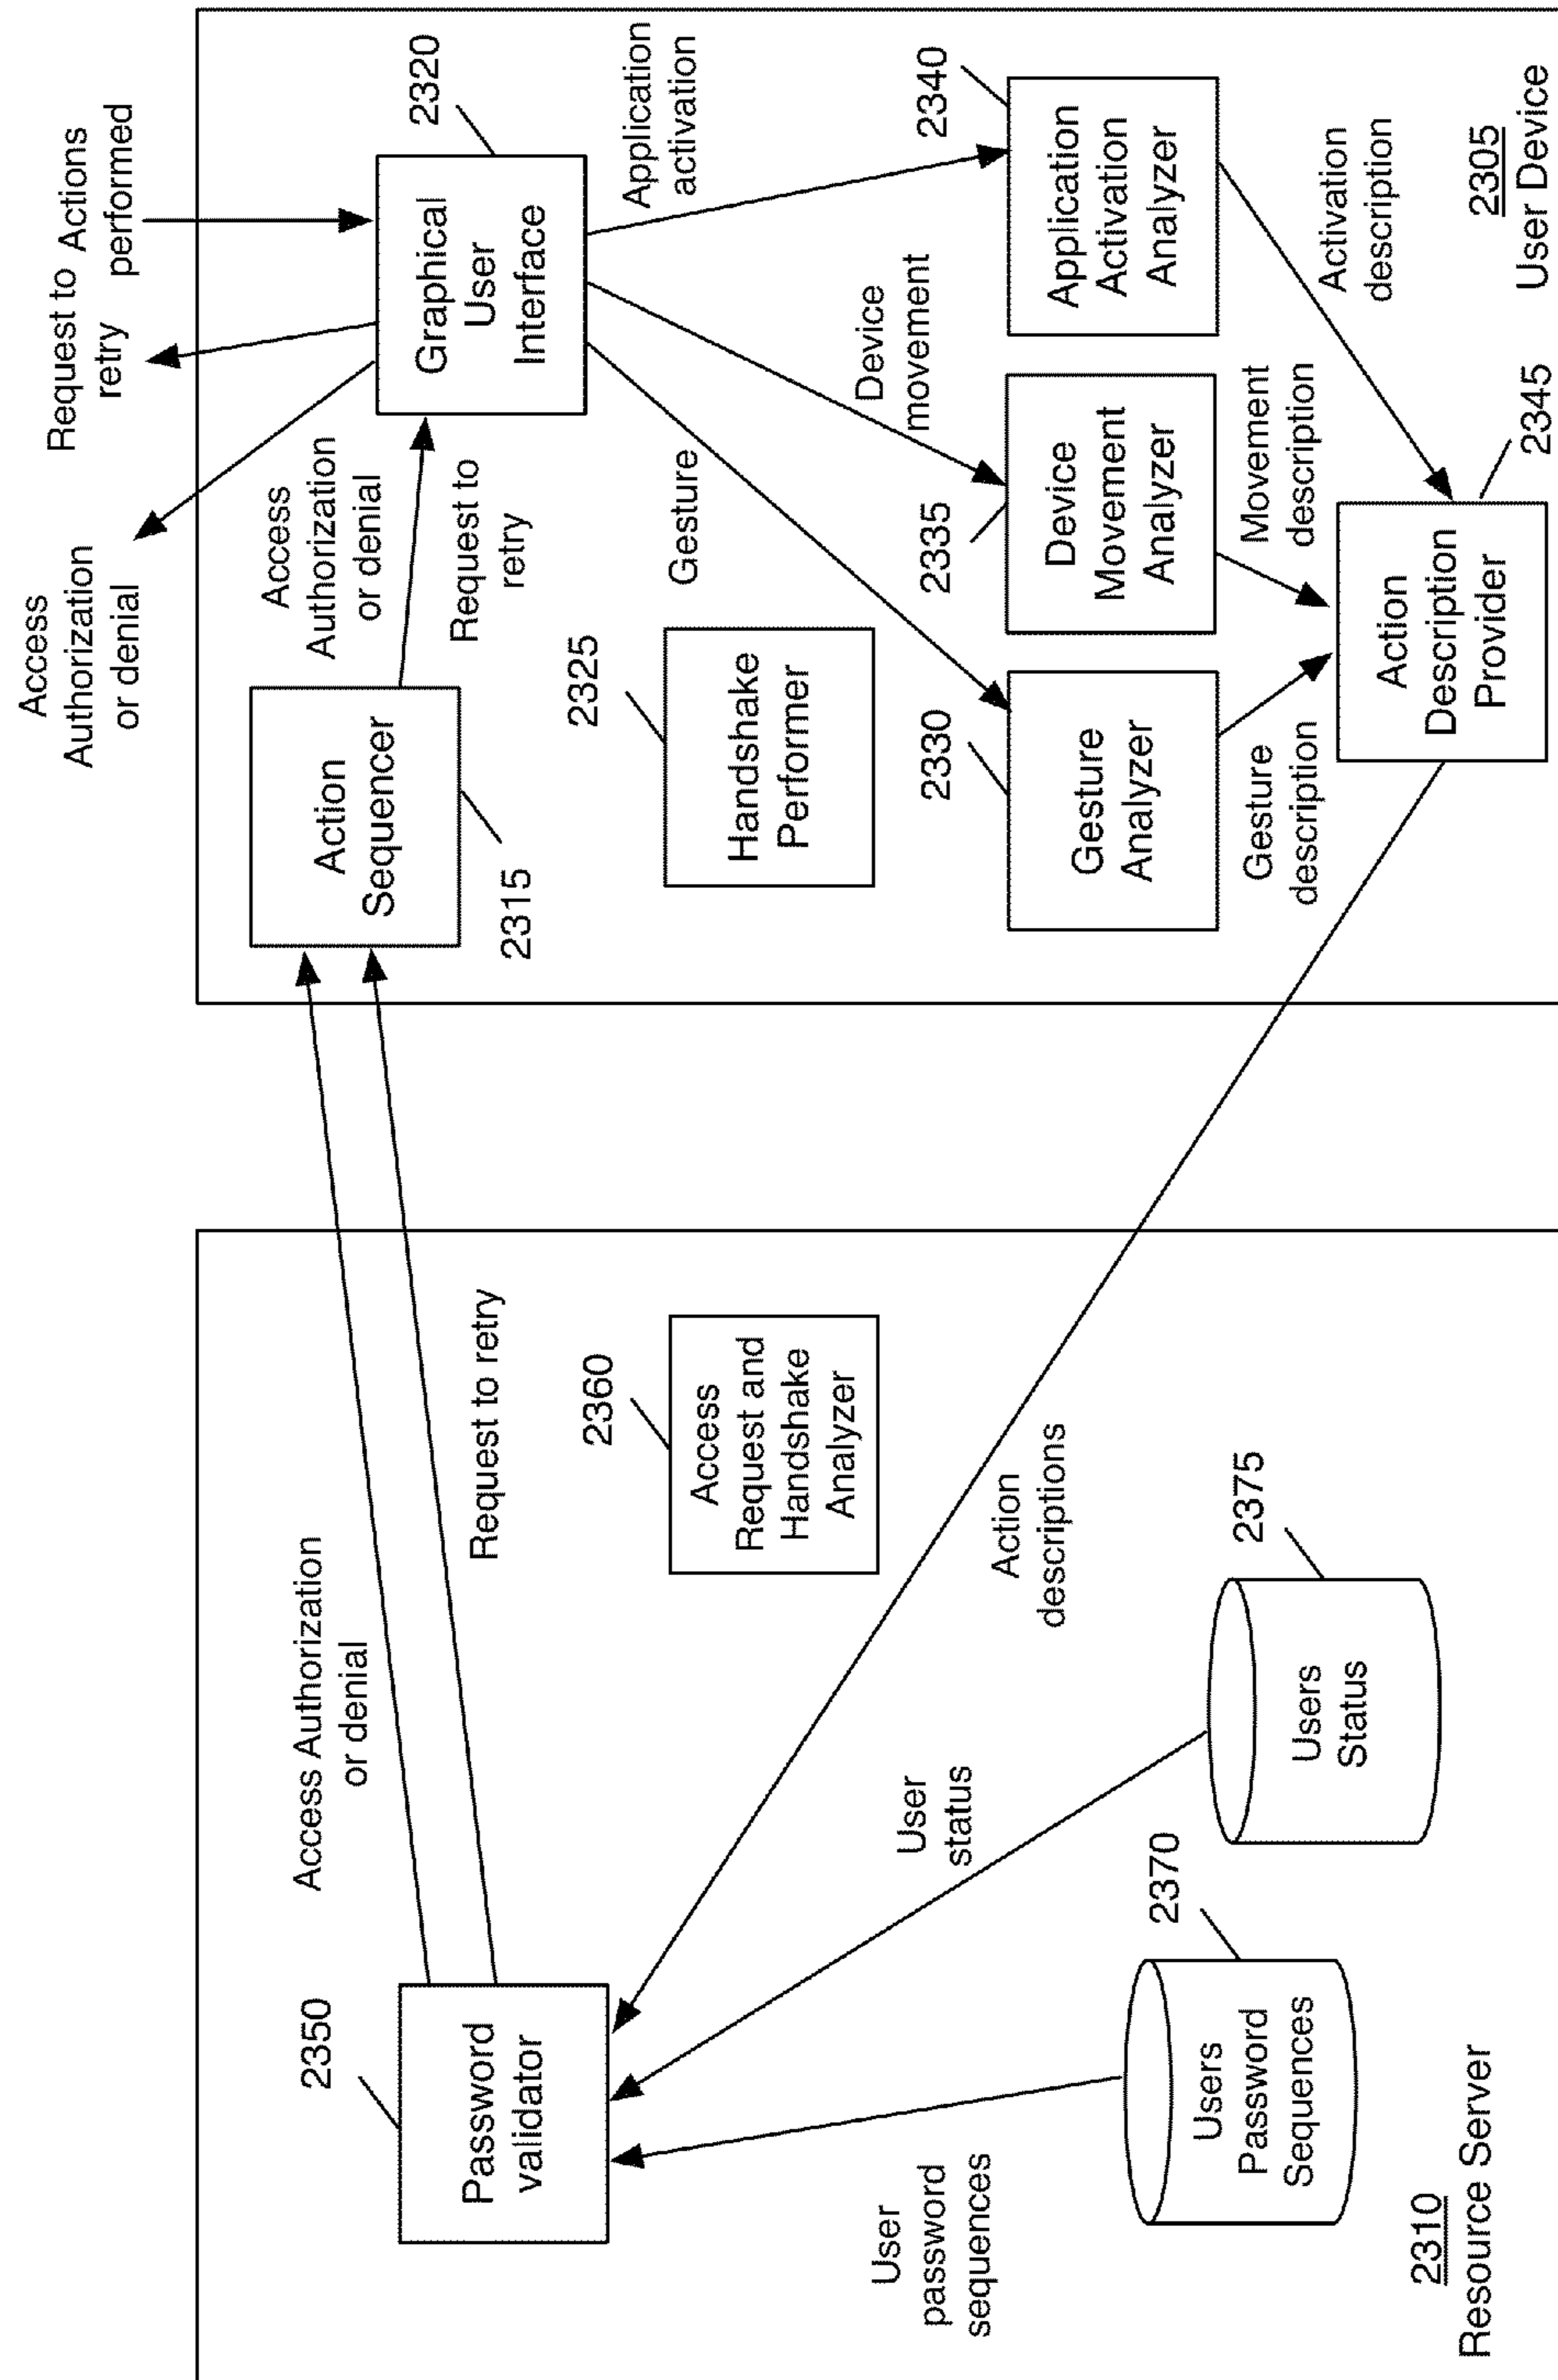 2310
Resource Server
2350
Password
validator
Access Authorization
or denial
Request to retry
2360
Access
Request and
Handshake
Analyzer
Action
descriptions
User
status
User
password
sequences
2370
Users
Password
Sequences
2375
Users
Status
Access
Authorization
or denial
Request to
retry
Actions
performed
Action
Sequencer
2315
Access
Authorization
or denial
Request to
retry
2320
Graphical
User
Interface
2325
Handshake
Performer
Gesture
Device
movement
Application
activation
2330
Gesture
Analyzer
2335
Device
Movement
Analyzer
2340
Application
Activation
Analyzer
Gesture
description
Movement
description
Activation
description
Action
Description
Provider
2345
2305
User Device